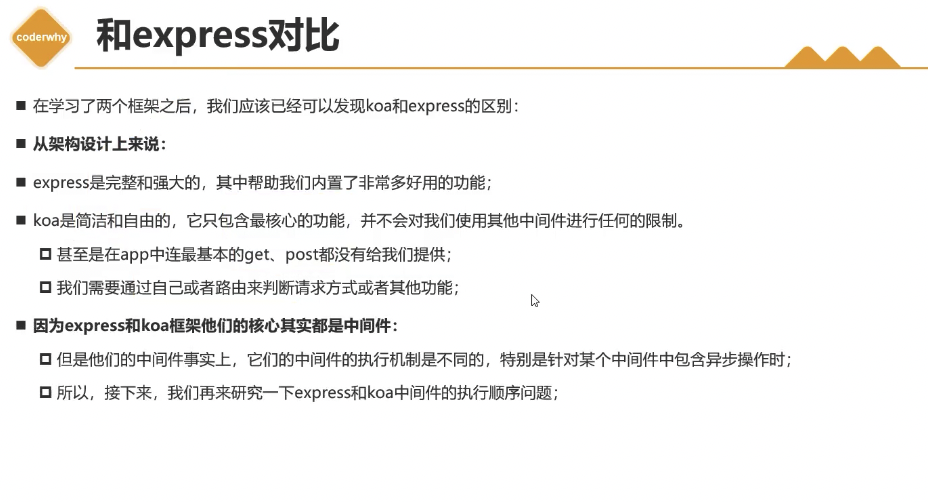 coderwhy
和express对比
在学习了两个框架之后，我们应该已经可以发现koa和express的区别：
从架构设计上来说：
express是完整和强大的，其中帮助我们内置了非常多好用的功能；
koa是简洁和自由的，它只包含最核心的功能，并不会对我们使用其他中间件进行任何的限制。
甚至是在app中连最基本的get、post都没有给我们提供；
我们需要通过自己或者路由来判断请求方式或者其他功能；
因为express和koa框架他们的核心其实都是中间件：
但是他们的中间件事实上，它们的中间件的执行机制是不同的，特别是针对某个中间件中包含异步操作时；
所以，接下来，我们再来研究一下express和koa中间件的执行顺序问题；